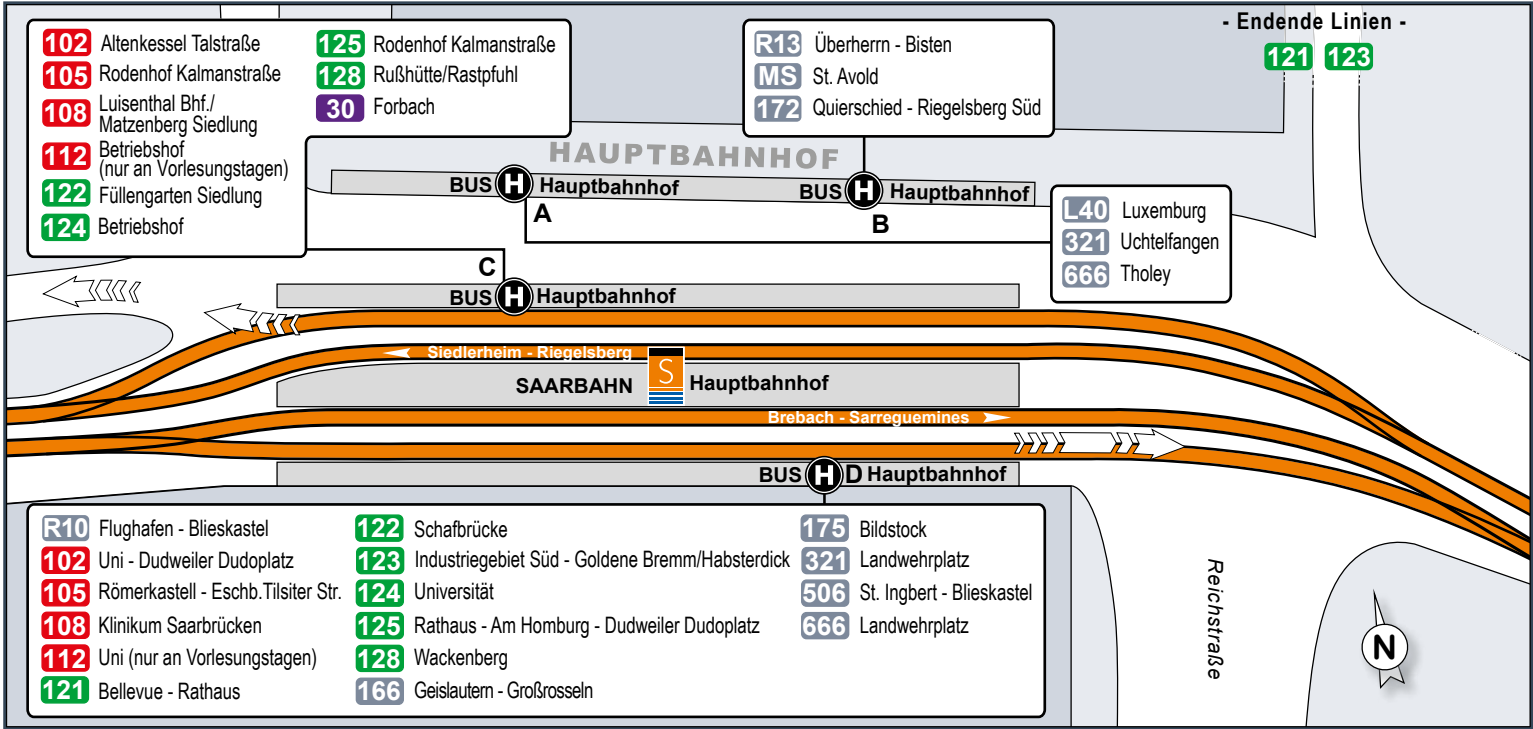 102 Altenkessel Talstraße
105 Rodenhof Kalmanstraße
108 Luisenthal Bhf./
Matzenberg Siedlung
112 Betriebshof
(nur an Vorlesungstagen)
122 Füllengarten Siedlung
124 Betriebshof
125 Rodenhof Kalmanstraße
128 Rußhütte/Rastpfuhl
30 Forbach
R13 Überherrn - Bisten
MS St. Avold
172 Quierschied - Riegelsberg Süd
- Endende Linien -
121 123
HAUPTBAHNHOF
BUS H Hauptbahnhof
A
BUS H Hauptbahnhof
B
L40 Luxemburg
321 Uchtelfangen
666 Tholey
C
BUS H Hauptbahnhof
Siedlerheim - Riegelsberg
SAARBAHN S Hauptbahnhof
Brebach - Sarreguemines
BUS H D Hauptbahnhof
R10 Flughafen - Blieskastel
102 Uni - Dudweiler Dudoplatz
105 Römerkastell - Eschb.Tilsiter Str.
108 Klinikum Saarbrücken
112 Uni (nur an Vorlesungstagen)
121 Bellevue - Rathaus
122 Schafbrücke
123 Industriegebiet Süd - Goldene Bremm/Habsterdick
124 Universität
125 Rathaus - Am Homburg - Dudweiler Dudoplatz
128 Wackenberg
166 Geislautern - Großrosseln
175 Bildstock
321 Landwehrplatz
506 St. Ingbert - Blieskastel
666 Landwehrplatz
Reichstraße
N